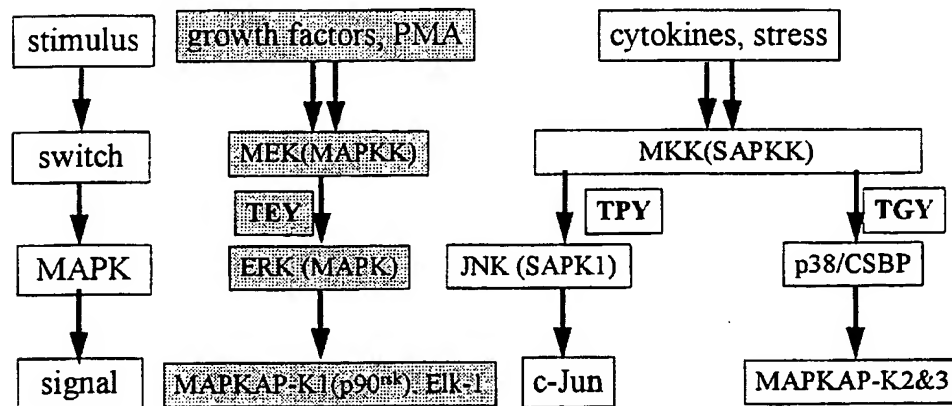 stimulus growth factors, PMA cytokines, stress
switch MEK(MAPKK) MKK(SAPKK)
TEY TPY TGY
MAPK ERK (MAPK) JNK (SAPK1) p38/CSBP
signal MAPKAP-K1(p90rsk) Elk-1 c-Jun MAPKAP-K2&3